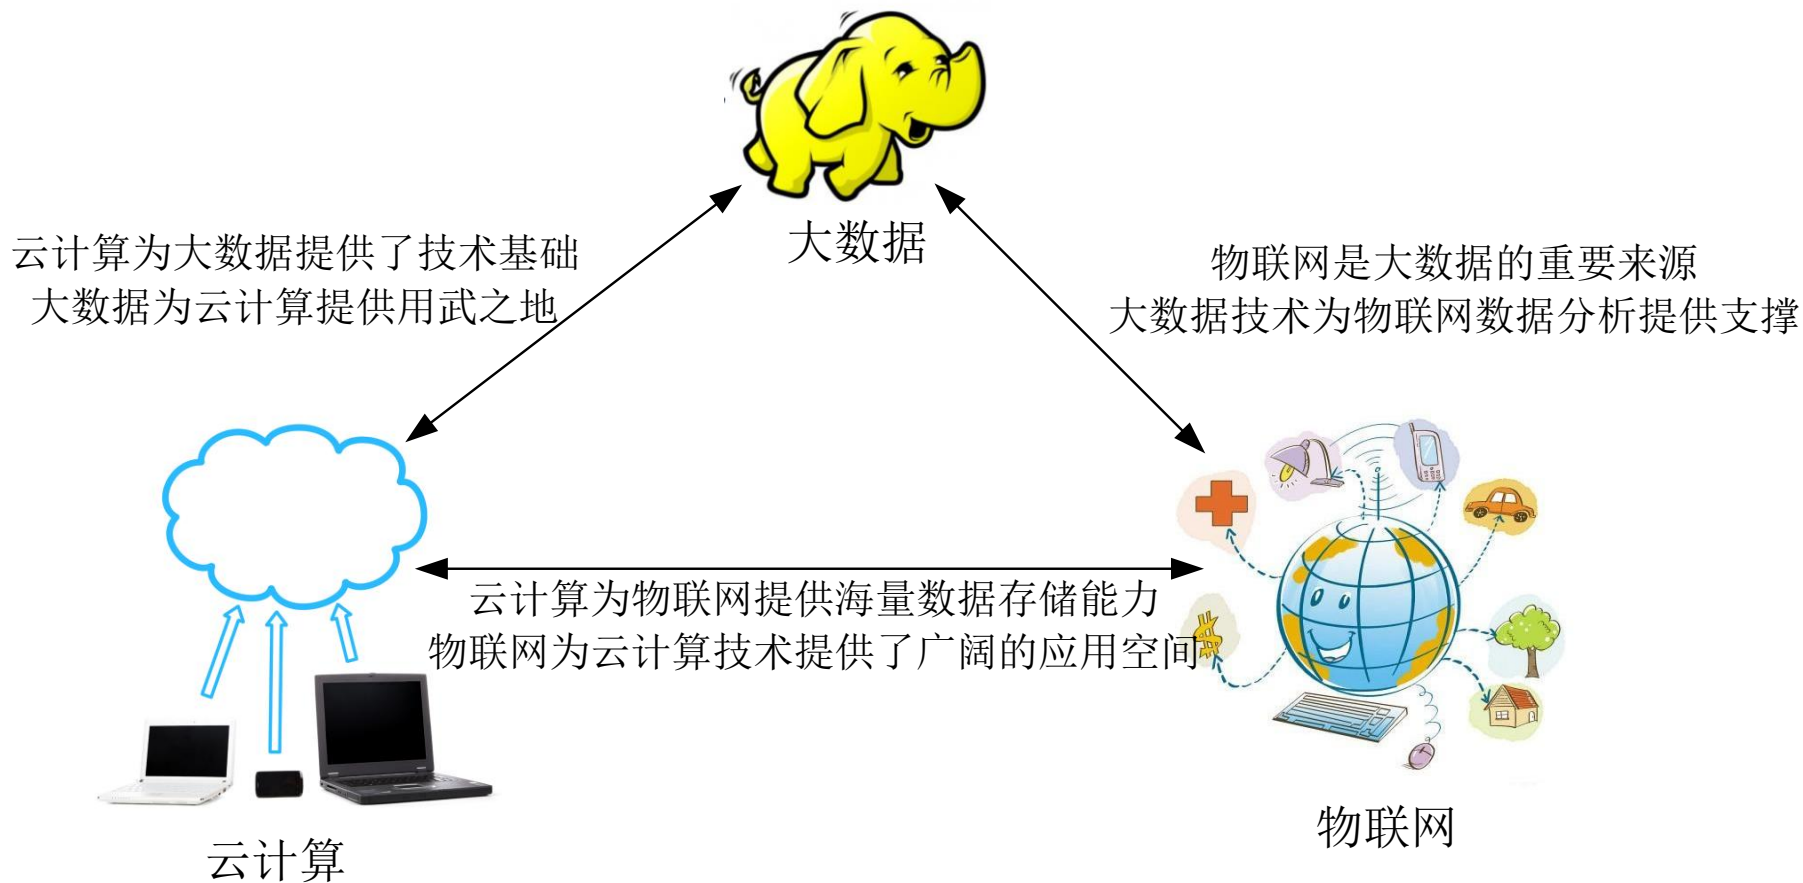 大数据
云计算为大数据提供了技术基础
大数据为云计算提供用武之地
物联网是大数据的重要来源
大数据技术为物联网数据分析提供支撑
云计算为物联网提供海量数据存储能力
物联网为云计算技术提供了广阔的应用空间
$
云计算
物联网